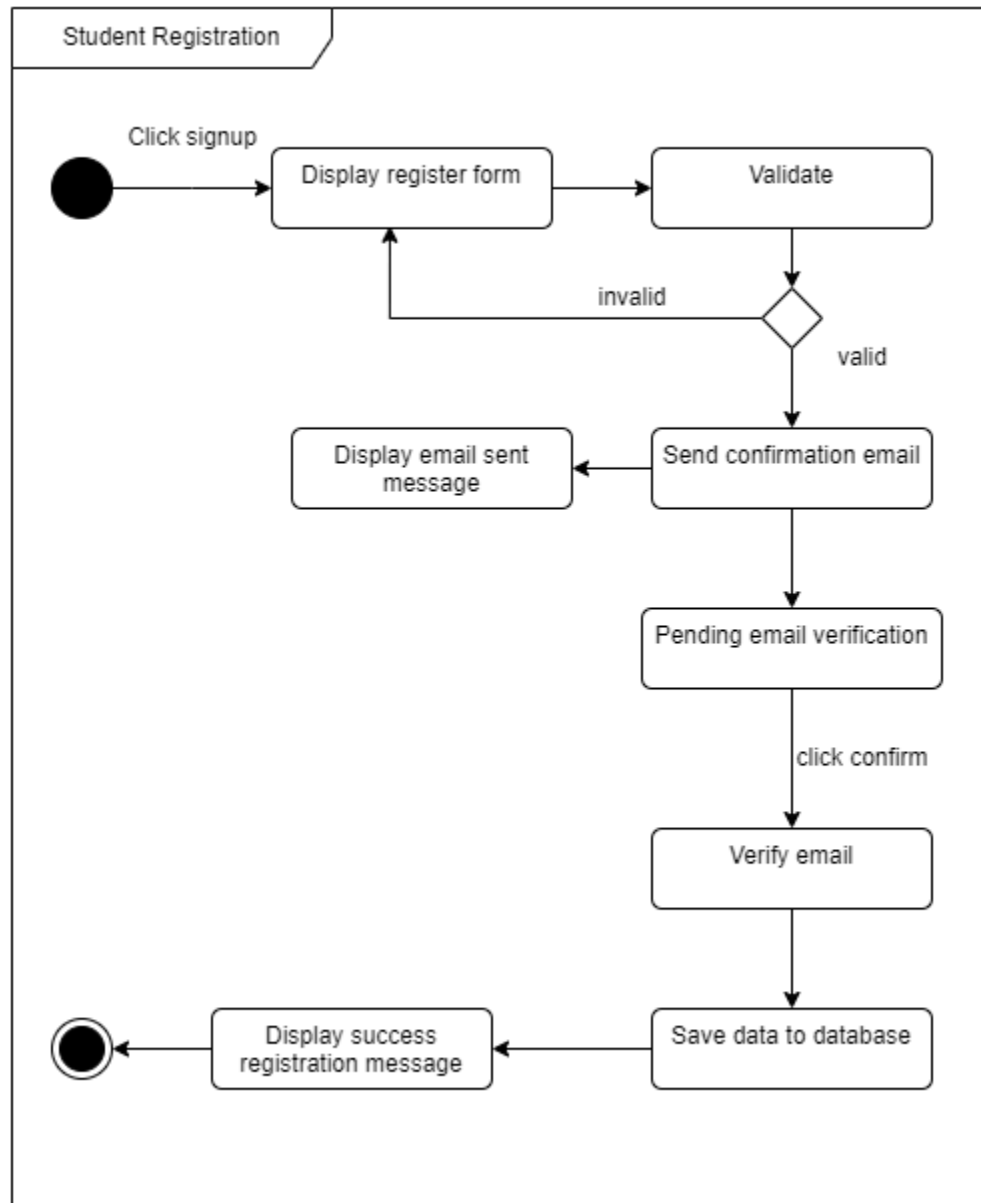 Student Registration
Click signup
Display register form
Validate
invalid
valid
Display email sent
message
Send confirmation email
Pending email verification
click confirm
Verify email
Display success
registration message
Save data to database